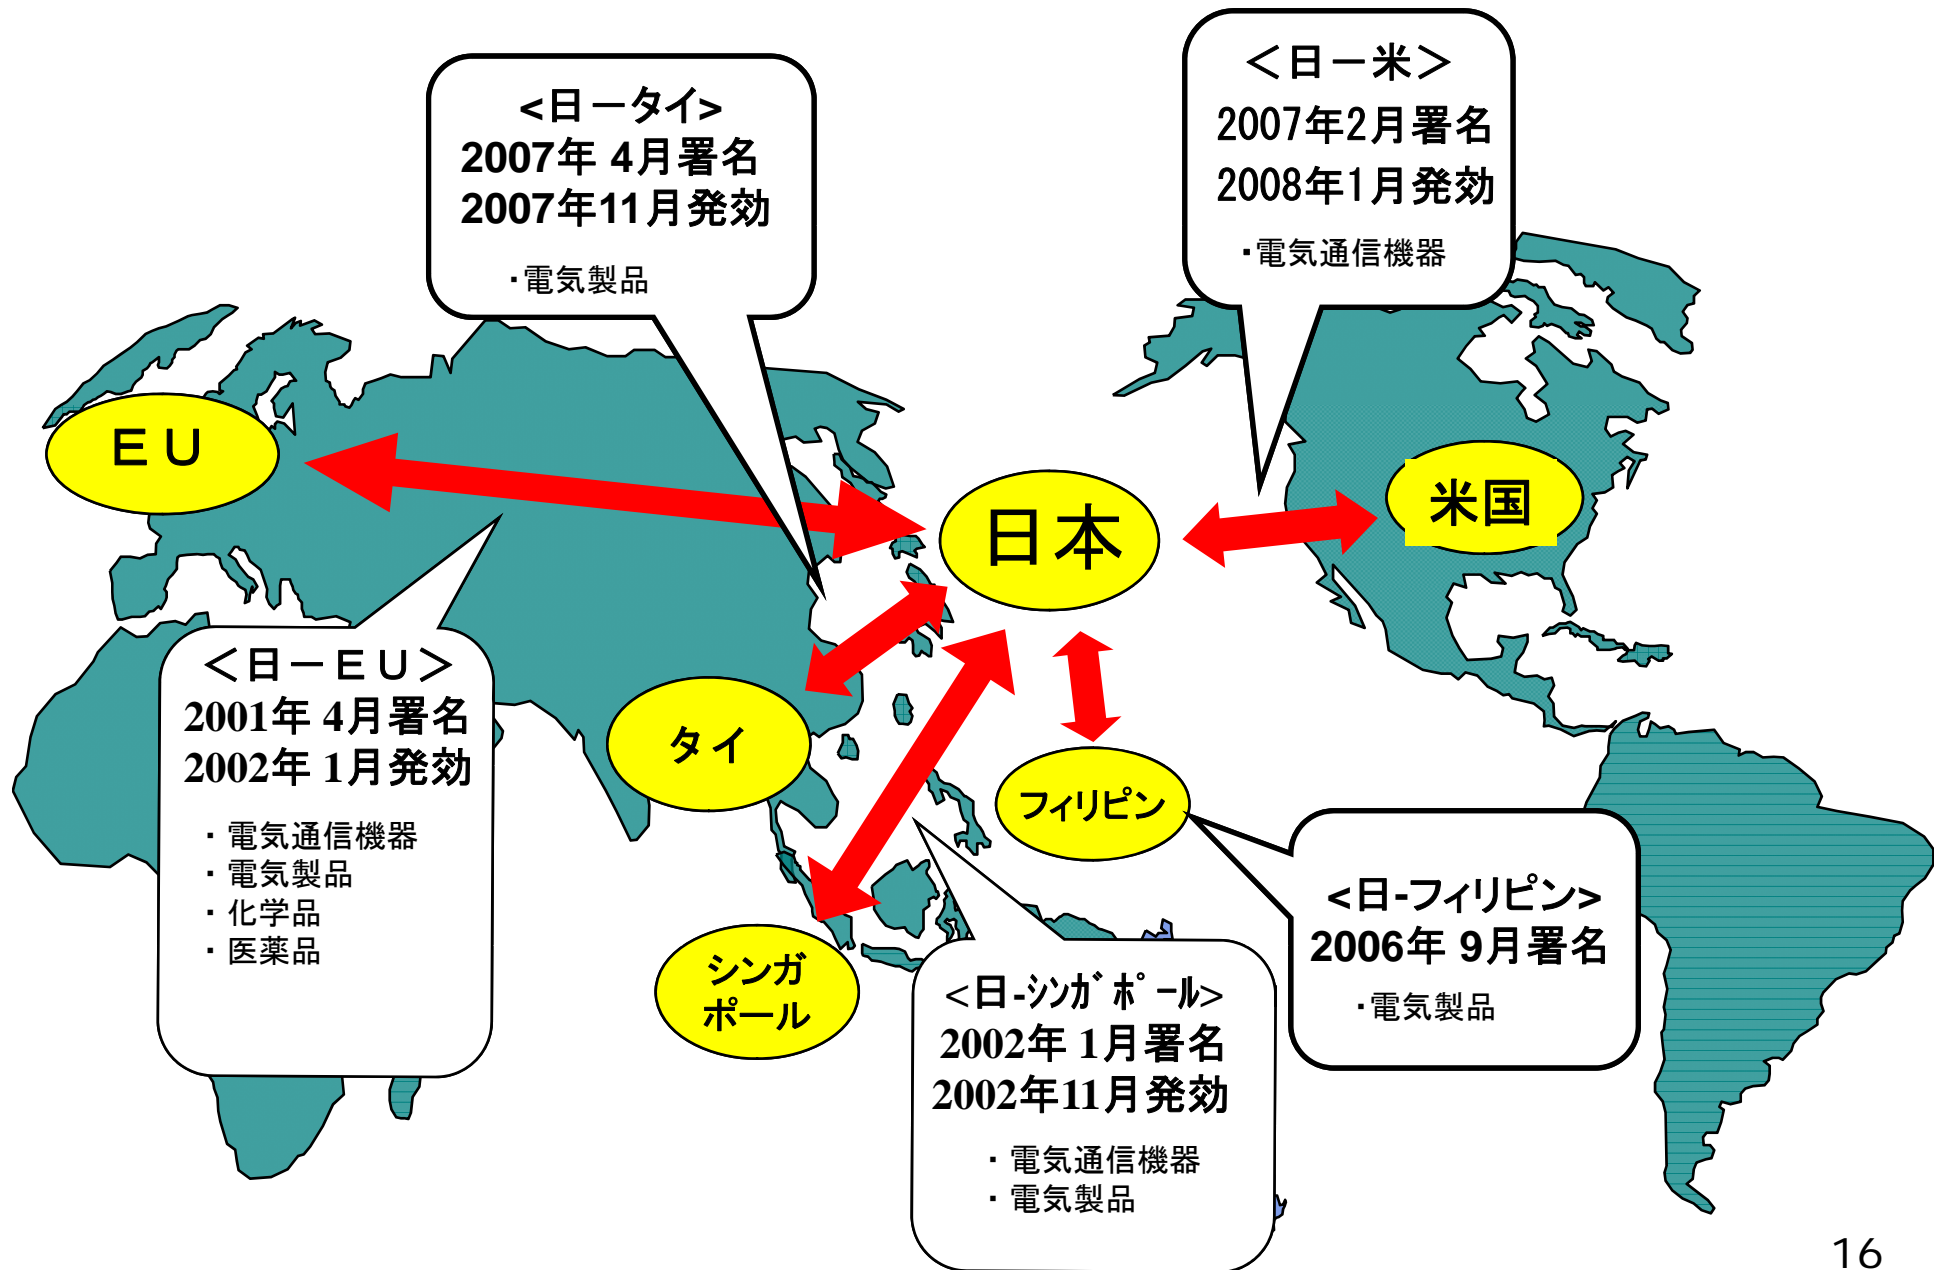 <日－タイ>
2007年 4月署名
2007年11月発効
・電気製品
＜日－米＞
2007年2月署名
2008年1月発効
・電気通信機器
ＥＵ
日本
米国
＜日－ＥＵ＞
2001年 4月署名
2002年 1月発効
・電気通信機器
・電気製品
・化学品
・医薬品
タイ
フィリピン
シンガ
ポール
<日-ｼﾝｶﾞﾎﾟｰﾙ>
2002年 1月署名
2002年11月発効
・電気通信機器
・電気製品
<日-フィリピン>
2006年 9月署名
・電気製品
16